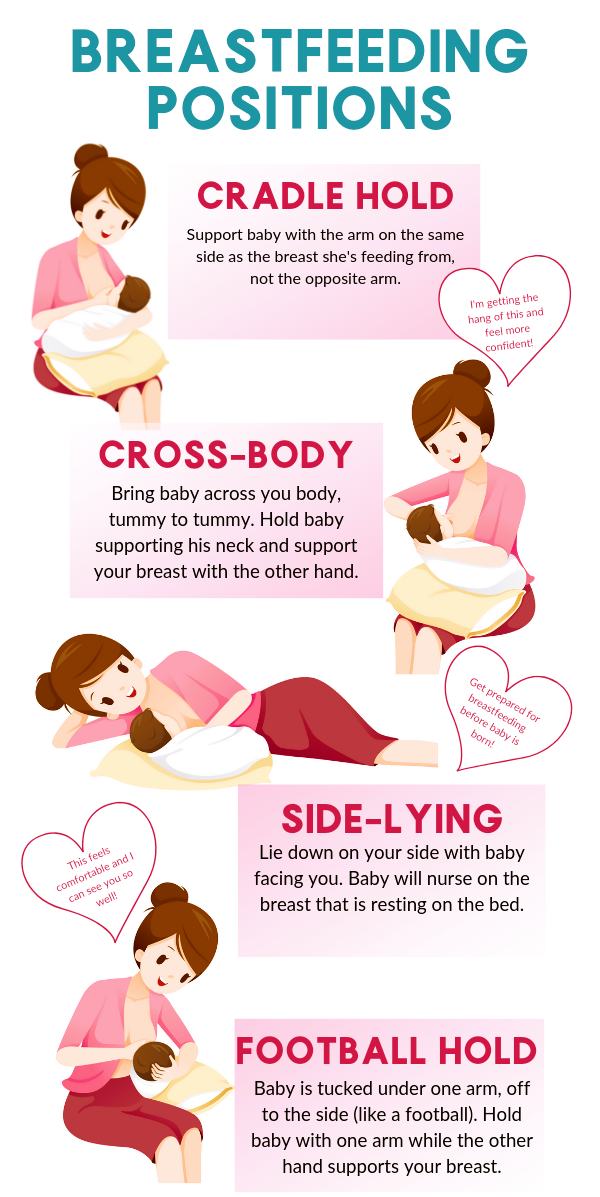 BREASTFEEDING
POSITIONS
CRADLE HOLD
Support baby with the arm on the same
side as the breast she's feeding from,
not the opposite arm.
I'm getting the
hang of this and
feel more
confident!
CROSS-BODY
Bring baby across you body,
tummy to tummy. Hold baby
supporting his neck and support
your breast with the other hand.
Get prepared for
breastfeeding
before baby is
born!
SIDE-LYING
Lie down on your side with baby
facing you. Baby will nurse on the
breast that is resting on the bed.
This feels
comfortable and I
can see you so
well!
FOOTBALL HOLD
Baby is tucked under one arm, off
to the side (like a football). Hold
baby with one arm while the other
hand supports your breast.